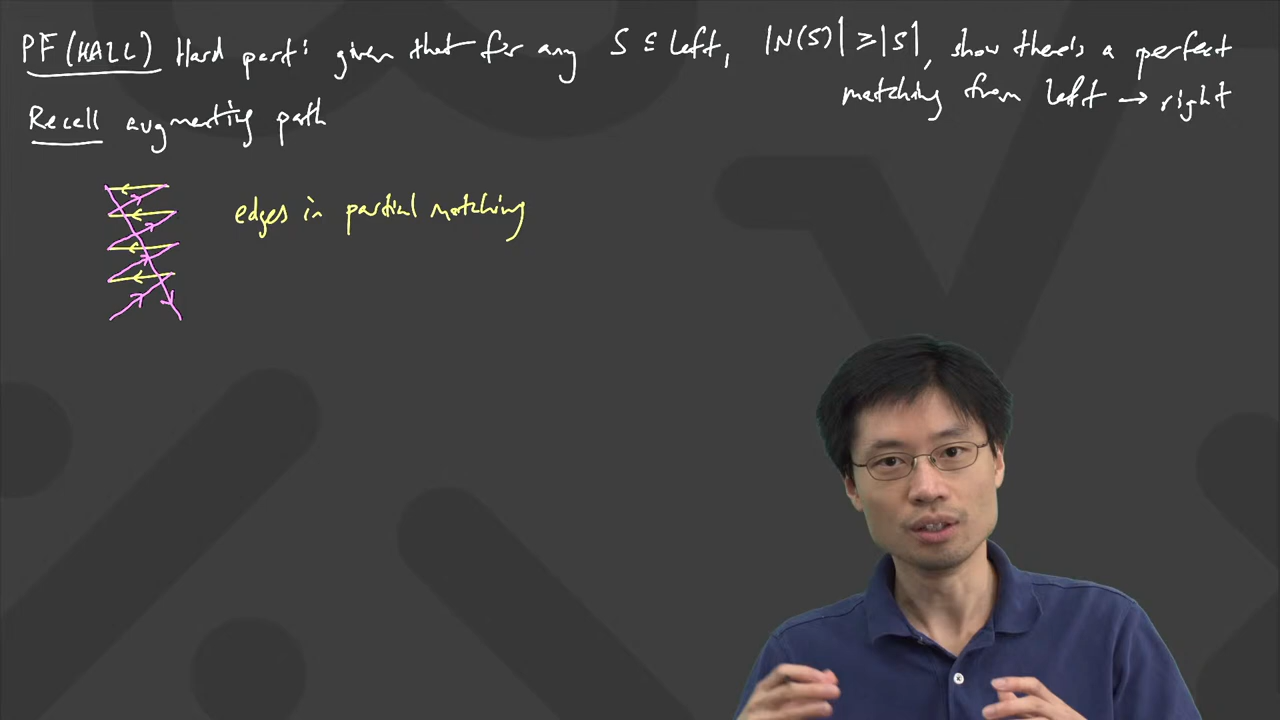 PF (HALL) Hard part: given that for any S ⊆ left, |N(S)| ≥ |S|, show there's a perfect
matching from left → right
Recall augmenting path
edges in partial matching